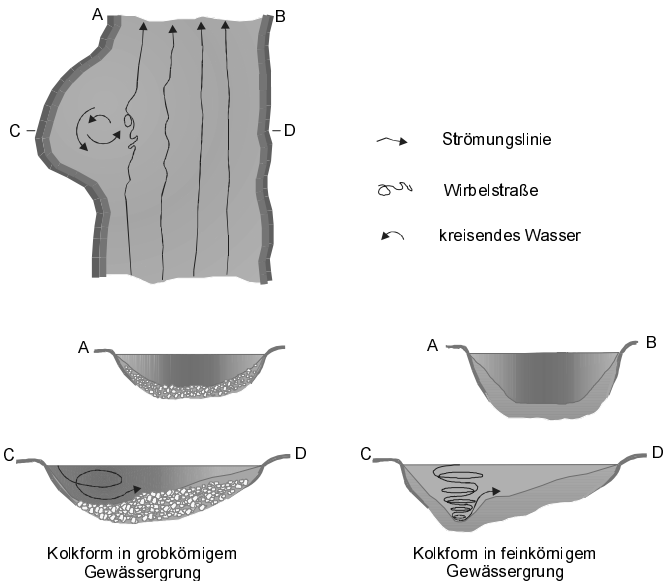 A B
C D
Strömungslinie
Wirbelstraße
kreisendes Wasser
A
A B
C D
C D
Kolkform in grobkörnigem
Gewässergrung
Kolkform in feinkörnigem
Gewässergrung